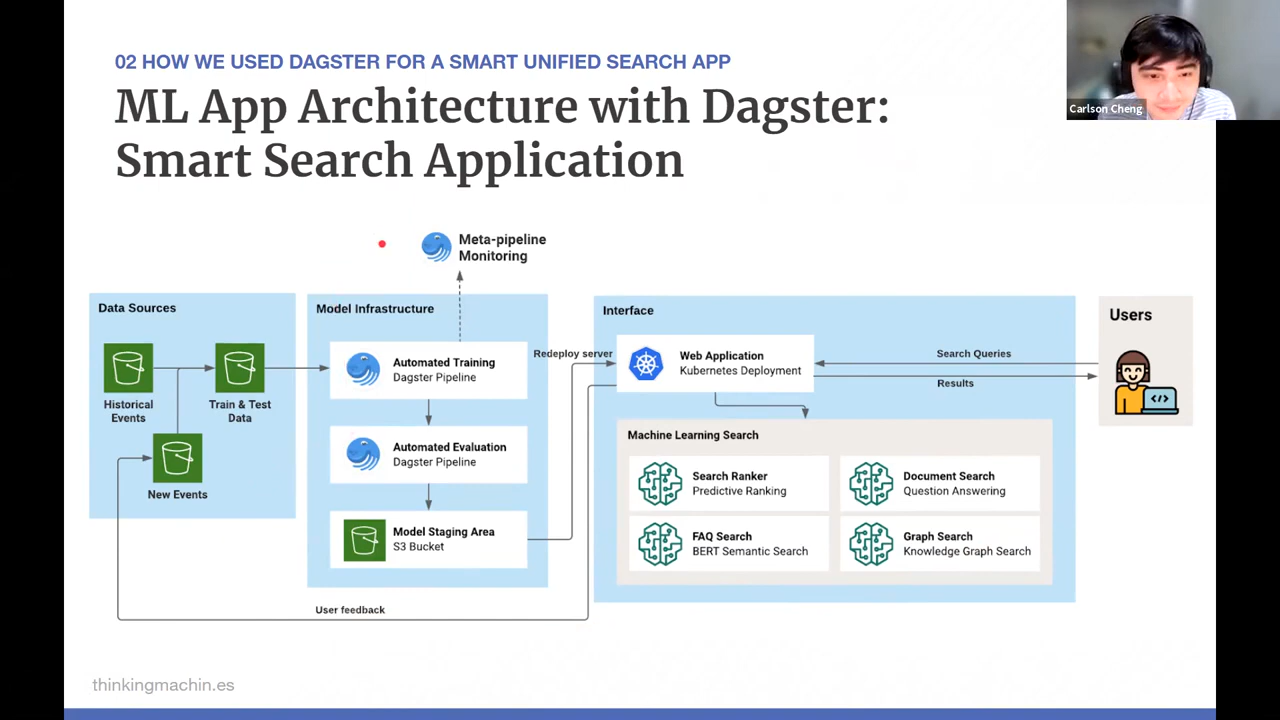 02 HOW WE USED DAGSTER FOR A SMART UNIFIED SEARCH APP
ML App Architecture with Dagster:
Smart Search Application
Carlson Cheng
Meta-pipeline
Monitoring
Data Sources
Historical
Events
Train & Test
Data
New Events
Model Infrastructure
Automated Training
Dagster Pipeline
Automated Evaluation
Dagster Pipeline
Model Staging Area
S3 Bucket
Redeploy server
User feedback
Interface
Web Application
Kubernetes Deployment
Machine Learning Search
Search Ranker
Predictive Ranking
Document Search
Question Answering
FAQ Search
BERT Semantic Search
Graph Search
Knowledge Graph Search
Search Queries
Results
Users
</>
thinkingmachin.es